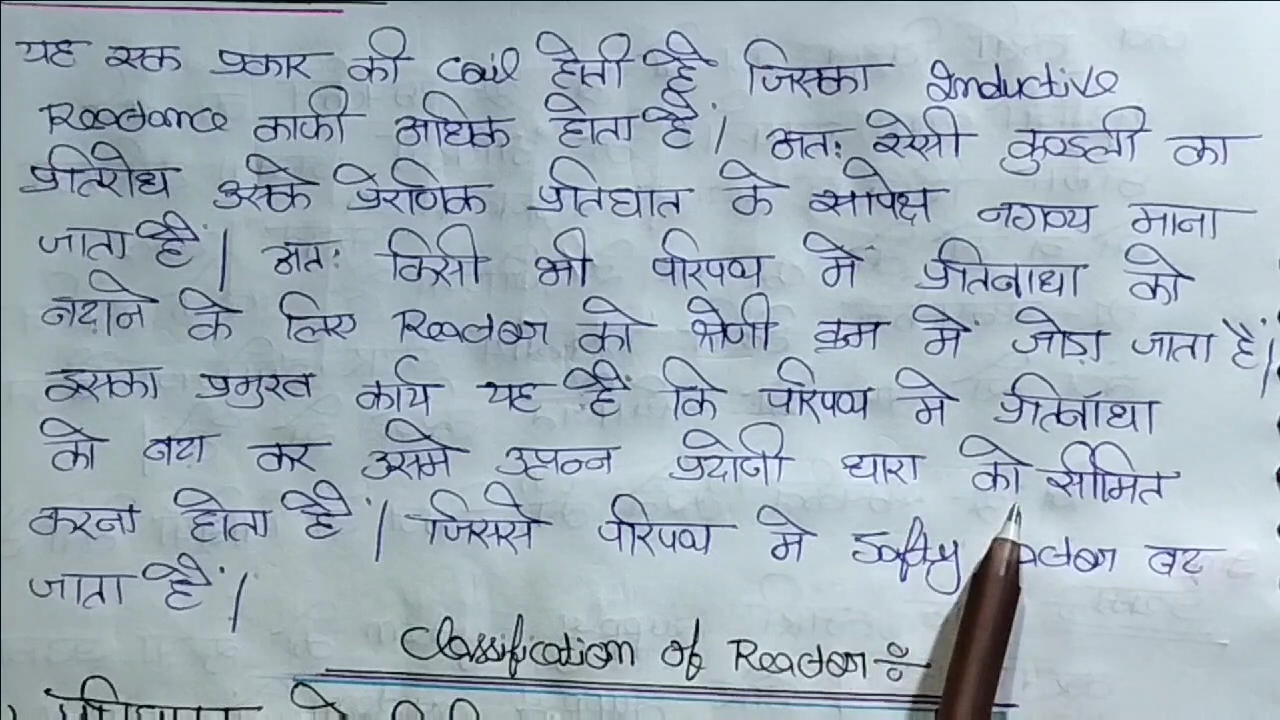 यह एक प्रकार की Coil होती है जिसका Inductive
Reactance काफी अधिक होता है। अतः ऐसी कुण्डली का
प्रतिरोध उसके प्रेरणिक प्रतिघात के सापेक्ष नगण्य माना
जाता है। अतः किसी भी परिपथ में प्रतिबाधा को
बढाने के लिए Reactor को श्रेणी क्रम में जोड़ा जाता है।
इसका प्रमुख कार्य यह है कि परिपथ मे प्रतिबाधा
को बढा कर उसमे उत्पन्न प्रदोषी धारा को सीमित
करना होता है। जिससे परिपथ मे Safty बढ
जाता है।
Classification of Reactor÷